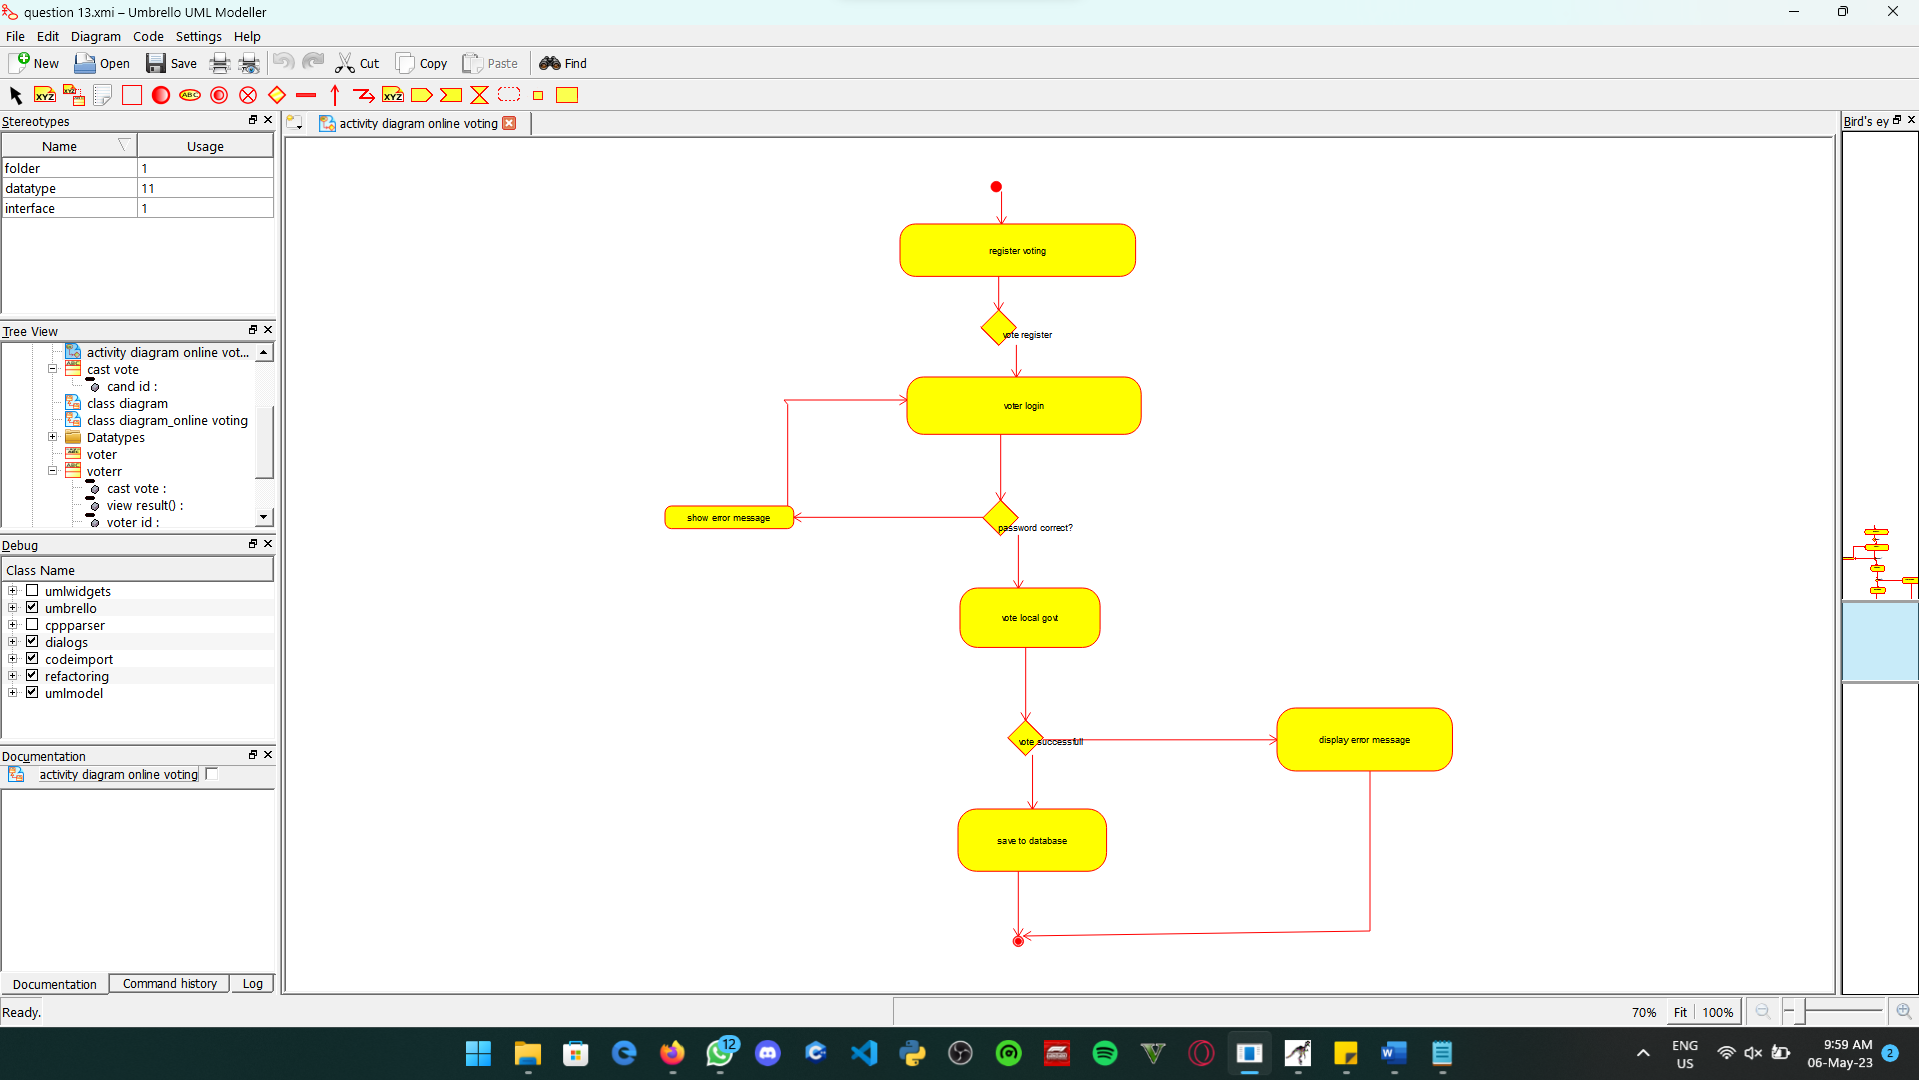 question 13.xmi – Umbrello UML Modeller
File Edit Diagram Code Settings Help
New Open Save Cut Copy Paste Find
XYZ XYZ ABC XYZ
Stereotypes
Name Usage
folder 1
datatype 11
interface 1
Tree View
activity diagram online vot...
cast vote
cand id :
class diagram
class diagram_online voting
Datatypes
voter
voterr
cast vote :
view result() :
voter id :
Debug
Class Name
umlwidgets
umbrello
cppparser
dialogs
codeimport
refactoring
umlmodel
Documentation
activity diagram online voting
Documentation Command history Log
Ready.
activity diagram online voting
register voting
vote register
voter login
show error message
password correct?
vote local govt
vote successfull
display error message
save to database
Bird's ey
70% Fit 100%
12
ENG
US
9:59 AM
06-May-23
2